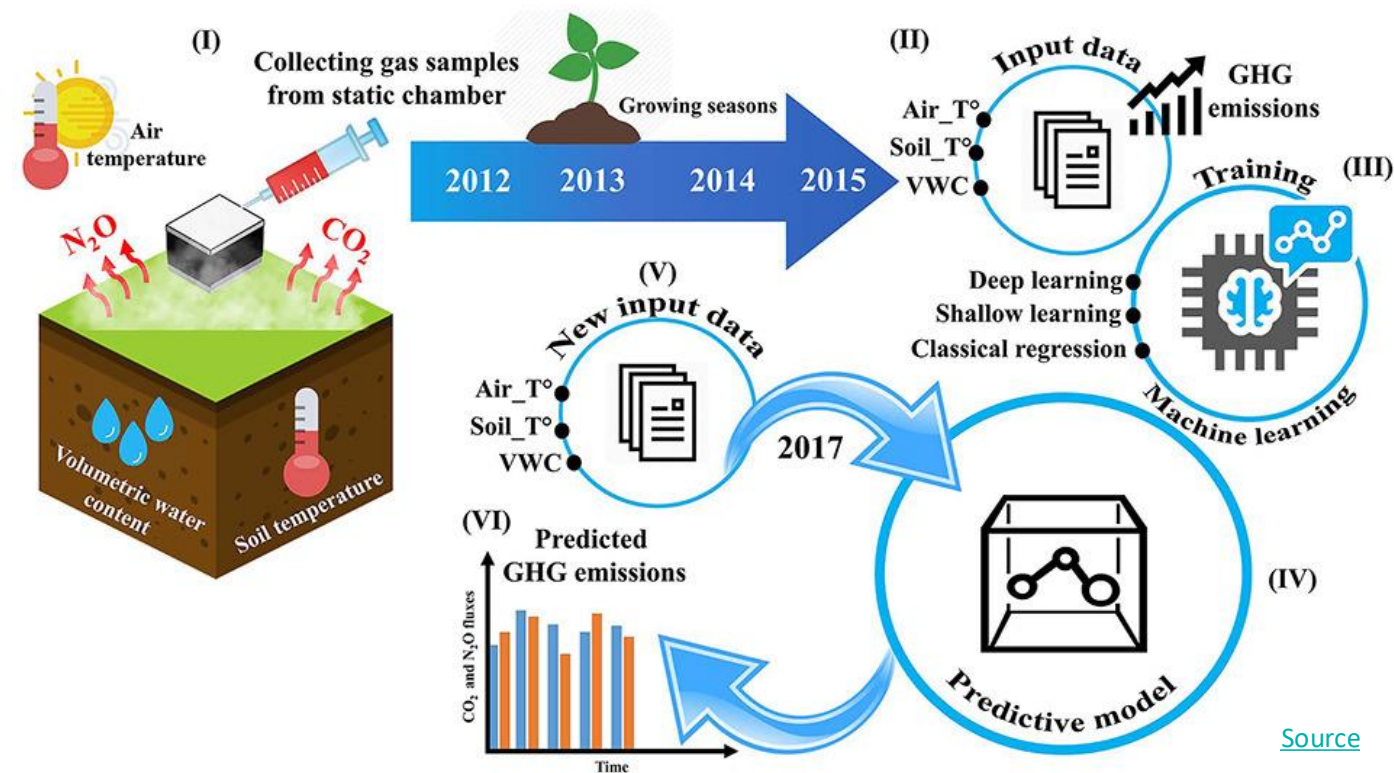 (I)
Collecting gas samples
from static chamber
Air
temperature
N₂O
CO₂
Volumetric water
content
Soil temperature
Growing seasons
2012
2013
2014
2015
(II)
Input data
GHG
emissions
Air_T°
Soil_T°
VWC
Training
(III)
Deep learning
Shallow learning
Classical regression
Machine learning
(V)
New input data
Air_T°
Soil_T°
VWC
2017
Predictive model
(IV)
(VI)
Predicted
GHG emissions
CO₂ and N₂O fluxes
Time
Source